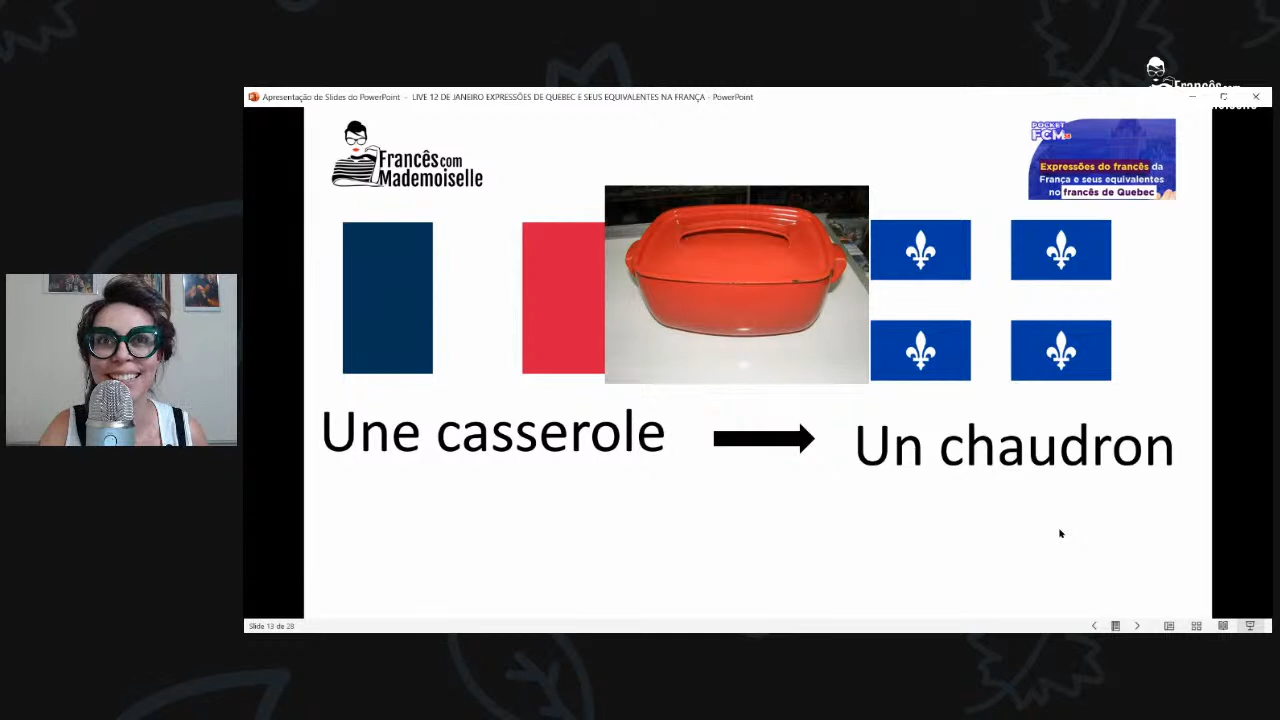 Francês
Mademoiselle
Apresentação de Slides do PowerPoint - LIVE 12 DE JANEIRO EXPRESSÕES DE QUEBEC E SEUS EQUIVALENTES NA FRANÇA - PowerPoint
Francês com
Mademoiselle
POCKET
FCM
Expressões do francês da
França e seus equivalentes
no francês de Quebec
Une casserole
Un chaudron
Slide 13 de 28